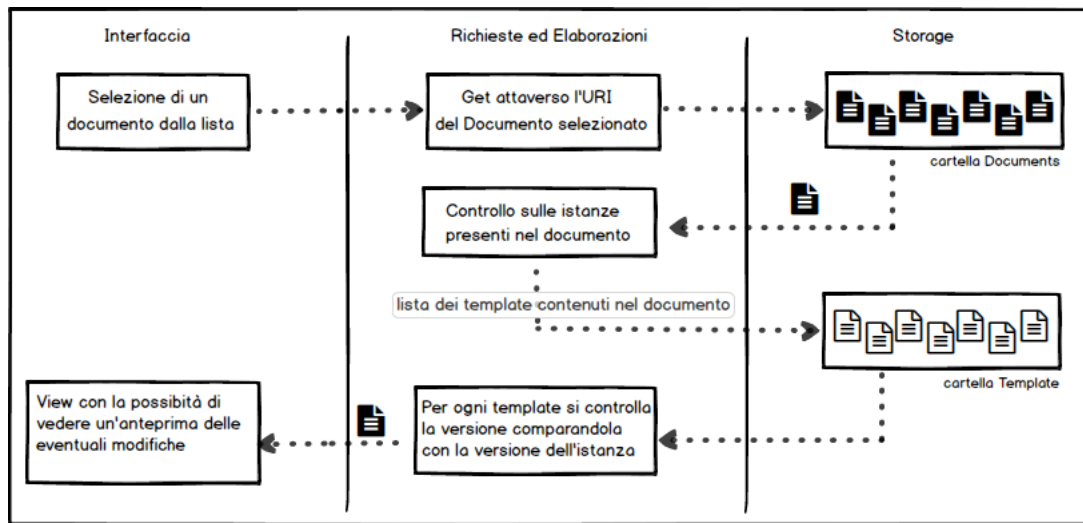 Interfaccia
Richieste ed Elaborazioni
Storage
Selezione di un
documento dalla lista
Get attaverso l'URI
del Documento selezionato
cartella Documents
Controllo sulle istanze
presenti nel documento
lista dei template contenuti nel documento
cartella Template
View con la possibità di
vedere un'anteprima delle
eventuali modifiche
Per ogni template si controlla
la versione comparandola
con la versione dell'istanza